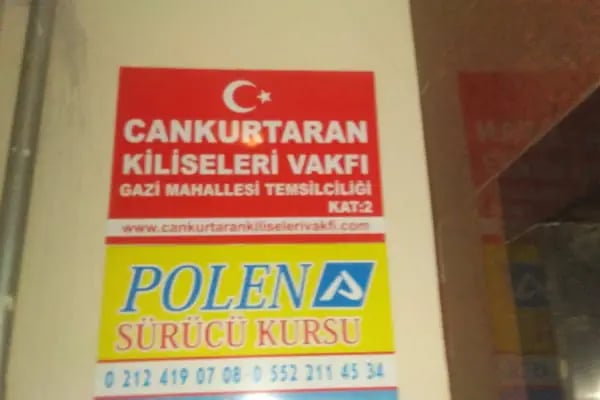 CANKURTARAN
KİLİSELERİ VAKFI
GAZİ MAHALLESİ TEMSİLCİLİĞİ
KAT:2
www.cankurtarankiliselerivakfi.com
POLEN
SÜRÜCÜ KURSU
0 212 419 07 08-0 552 211 45 34